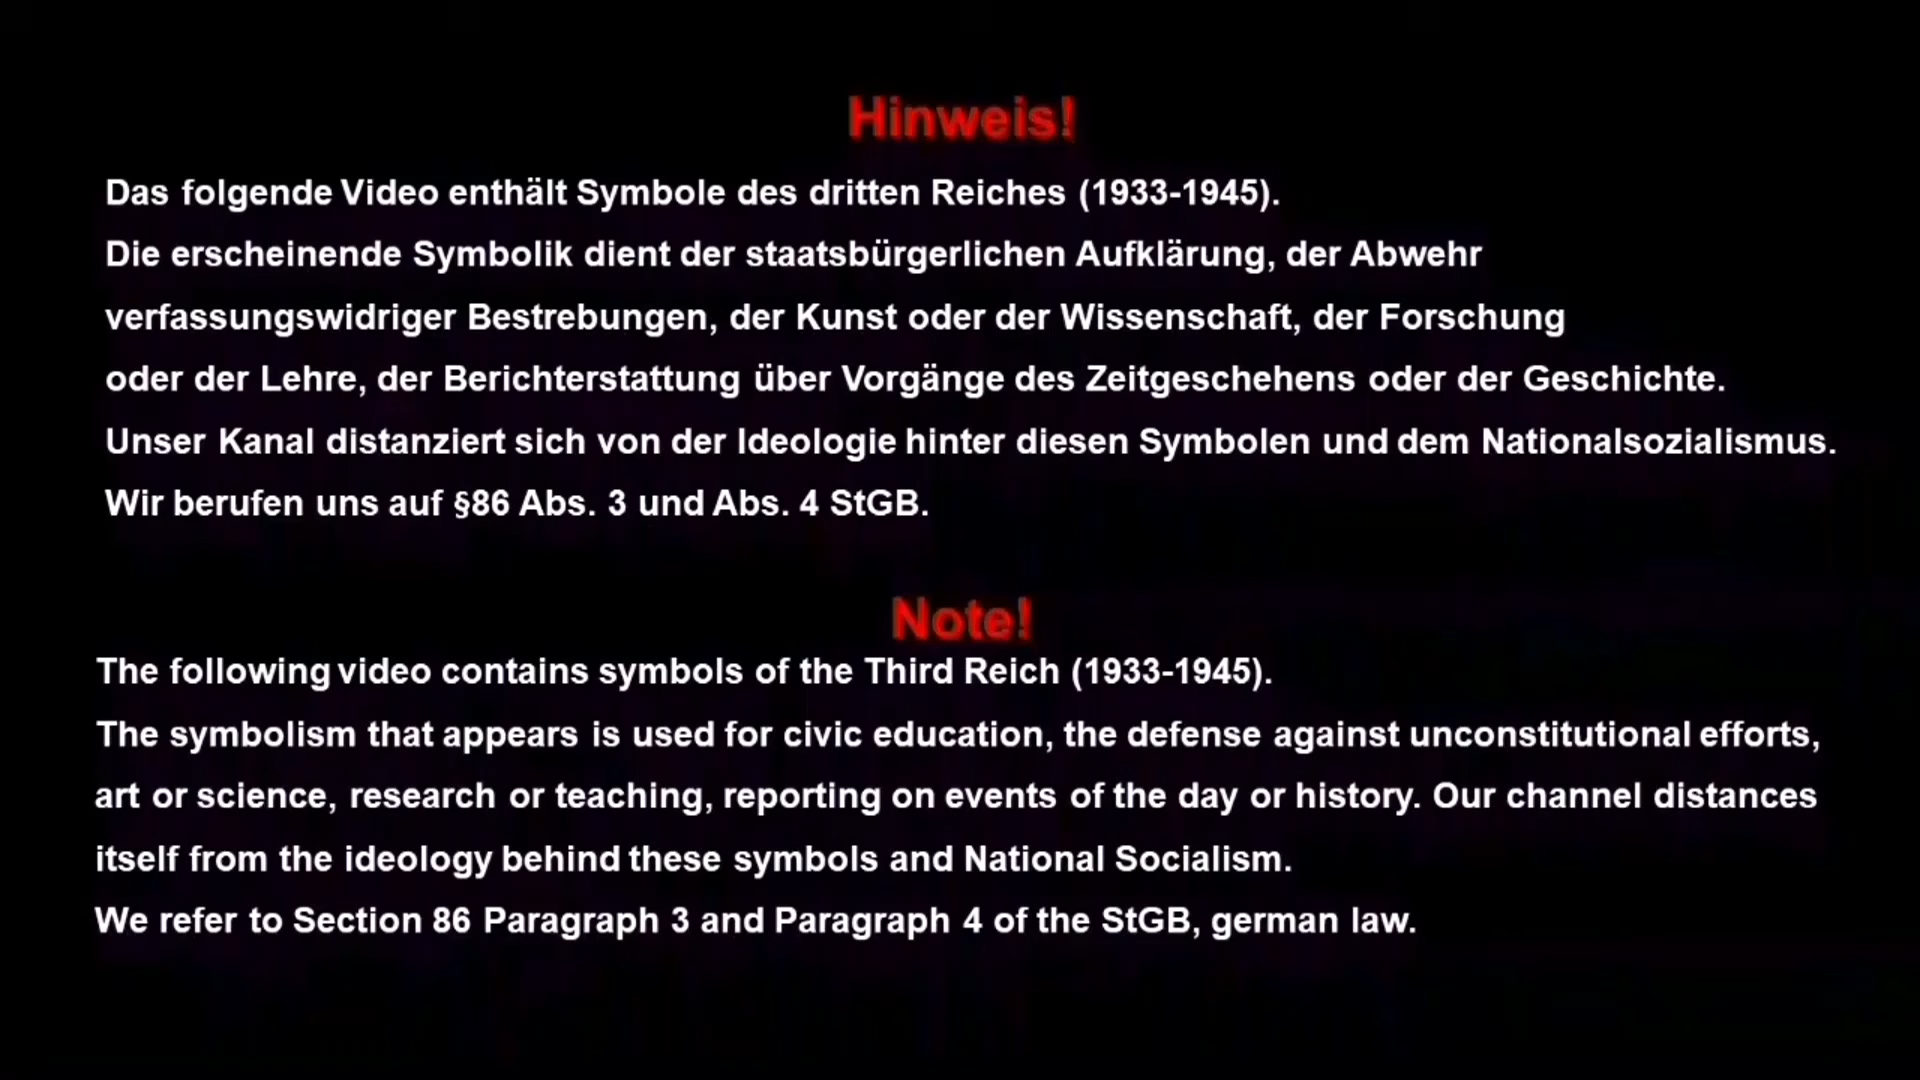 Hinweis!
Das folgende Video enthält Symbole des dritten Reiches (1933-1945).
Die erscheinende Symbolik dient der staatsbürgerlichen Aufklärung, der Abwehr
verfassungswidriger Bestrebungen, der Kunst oder der Wissenschaft, der Forschung
oder der Lehre, der Berichterstattung über Vorgänge des Zeitgeschehens oder der Geschichte.
Unser Kanal distanziert sich von der Ideologie hinter diesen Symbolen und dem Nationalsozialismus.
Wir berufen uns auf §86 Abs. 3 und Abs. 4 StGB.
Note!
The following video contains symbols of the Third Reich (1933-1945).
The symbolism that appears is used for civic education, the defense against unconstitutional efforts,
art or science, research or teaching, reporting on events of the day or history. Our channel distances
itself from the ideology behind these symbols and National Socialism.
We refer to Section 86 Paragraph 3 and Paragraph 4 of the StGB, german law.